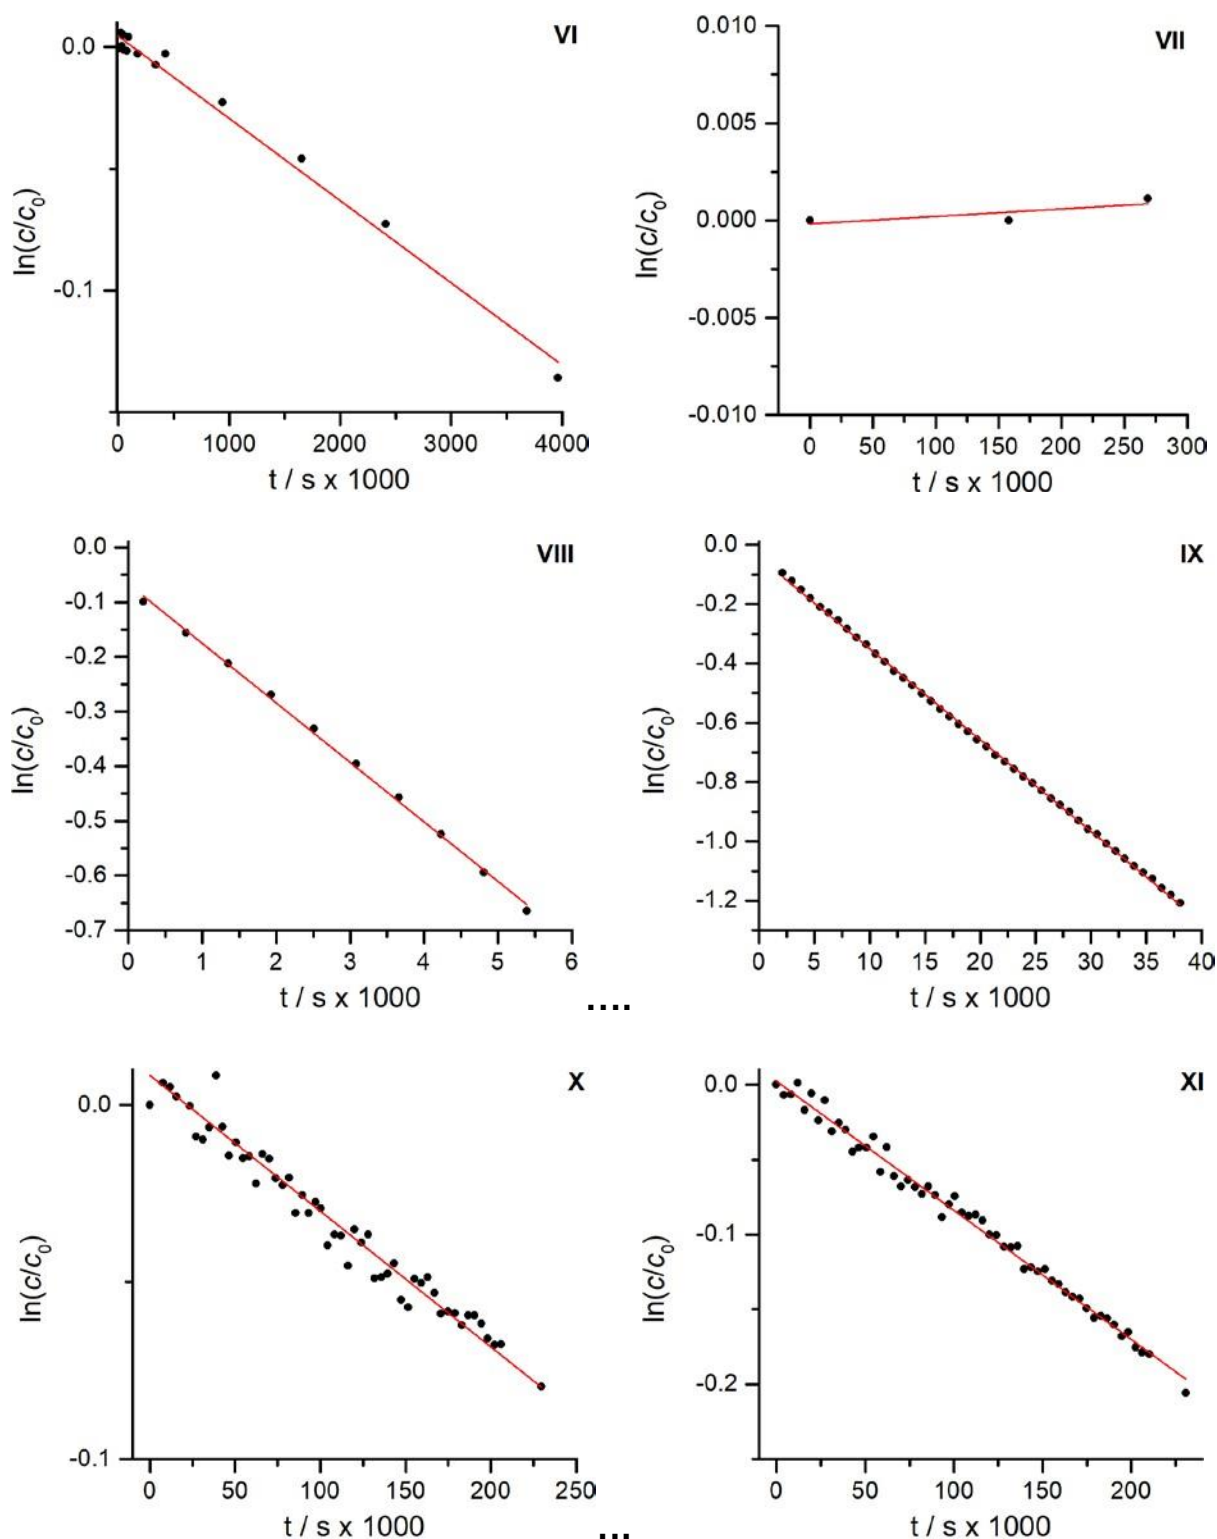 VI
0.0
-0.1
ln(c/c₀)
0 1000 2000 3000 4000
t / s x 1000
VII
0.010
0.005
0.000
-0.005
-0.010
ln(c/c₀)
0 50 100 150 200 250 300
t / s x 1000
VIII
0.0
-0.1
-0.2
-0.3
-0.4
-0.5
-0.6
-0.7
ln(c/c₀)
0 1 2 3 4 5 6
t / s x 1000
....
IX
0.0
-0.2
-0.4
-0.6
-0.8
-1.0
-1.2
ln(c/c₀)
0 5 10 15 20 25 30 35 40
t / s x 1000
X
0.0
-0.1
ln(c/c₀)
0 50 100 150 200 250
t / s x 1000
...
XI
0.0
-0.1
-0.2
ln(c/c₀)
0 50 100 150 200
t / s x 1000